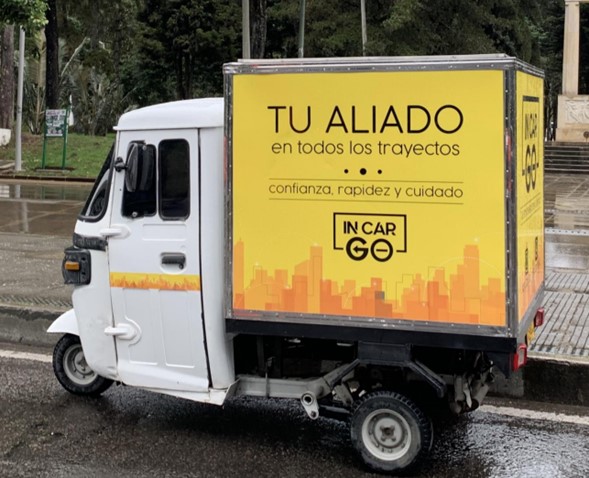 TU ALIADO
en todos los trayectos
confianza, rapidez y cuidado
IN CAR
GO
IN CAR
GO